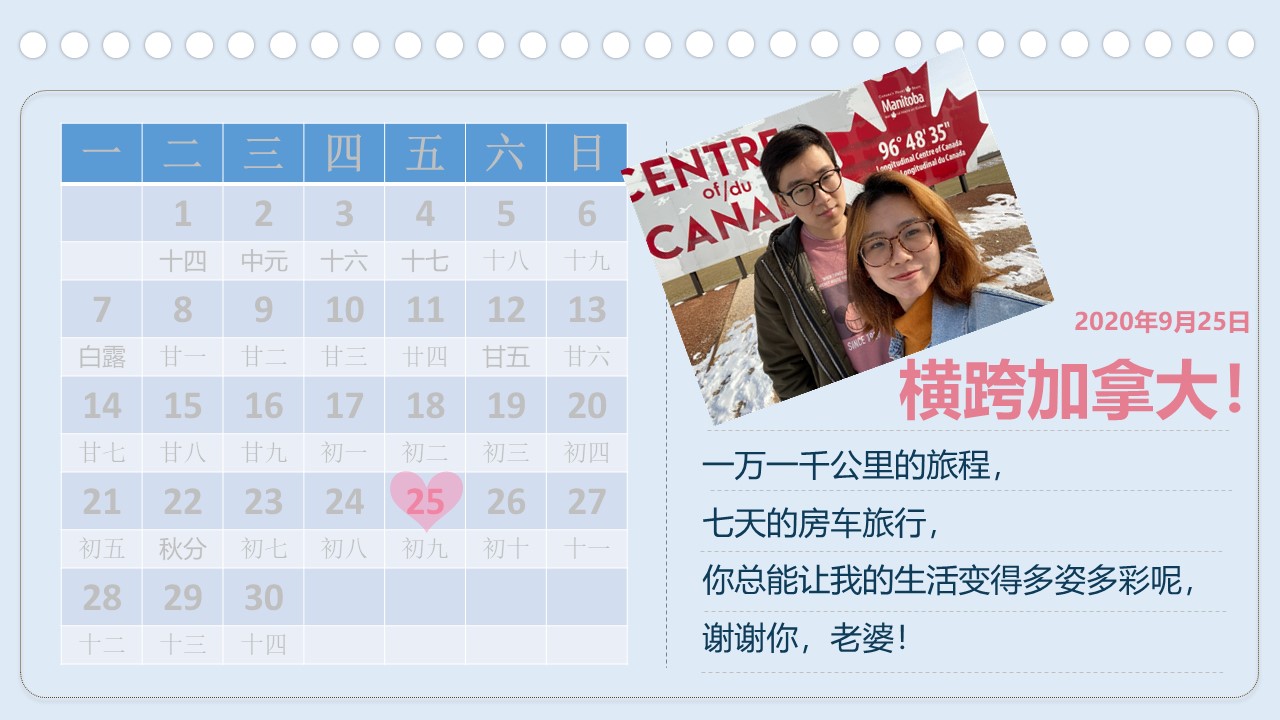 一 二 三 四 五 六 日
1 2 3 4 5 6
十四 中元 十六 十七 十八 十九
7 8 9 10 11 12 13
白露 廿一 廿二 廿三 廿四 廿五 廿六
14 15 16 17 18 19 20
廿七 廿八 廿九 初一 初二 初三 初四
21 22 23 24 25 26 27
初五 秋分 初七 初八 初九 初十 十一
28 29 30
十二 十三 十四
CENTRE
of/du
CANA
Manitoba
96° 48' 35"
Longitudinal Centre of Canada
Longitudinal du Canada
SINCE
2020年9月25日
横跨加拿大!
一万一千公里的旅程,
七天的房车旅行,
你总能让我的生活变得多姿多彩呢,
谢谢你,老婆!